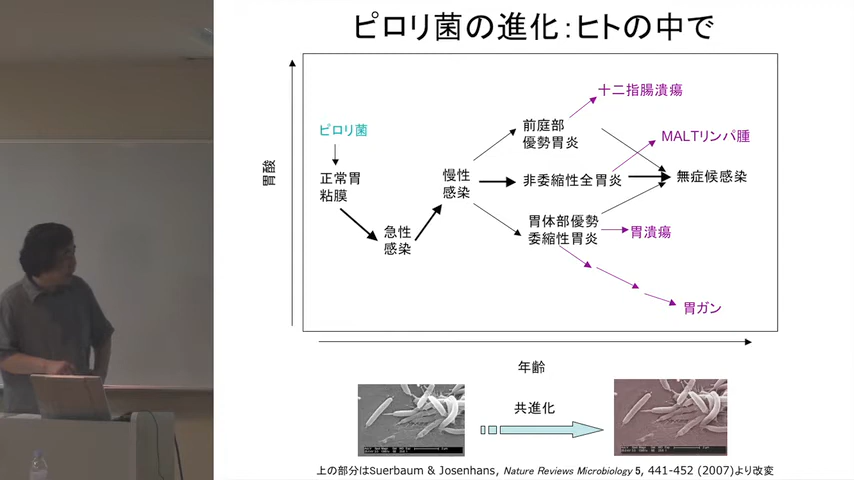 ピロリ菌の進化：ヒトの中で
胃酸
ピロリ菌
正常胃
粘膜
急性
感染
慢性
感染
前庭部
優勢胃炎
非委縮性全胃炎
胃体部優勢
委縮性胃炎
十二指腸潰瘍
MALTリンパ腫
無症候感染
胃潰瘍
胃ガン
年齢
共進化
上の部分はSuerbaum & Josenhans, Nature Reviews Microbiology 5, 441-452 (2007)より改変